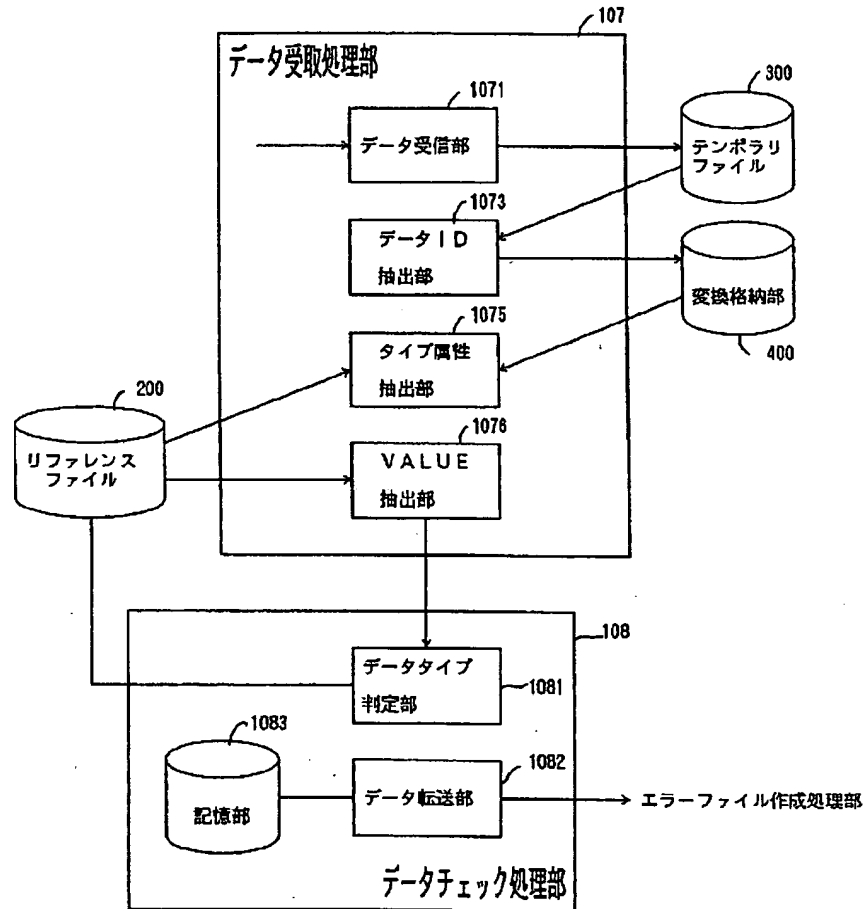 107
データ受取処理部
1071
データ受信部
300
テンポラリ
ファイル
1073
データID
抽出部
変換格納部
400
1075
タイプ属性
抽出部
200
リファレンス
ファイル
1076
VALUE
抽出部
108
データタイプ
判定部
1081
1083
記憶部
1082
データ転送部
エラーファイル作成処理部
データチェック処理部